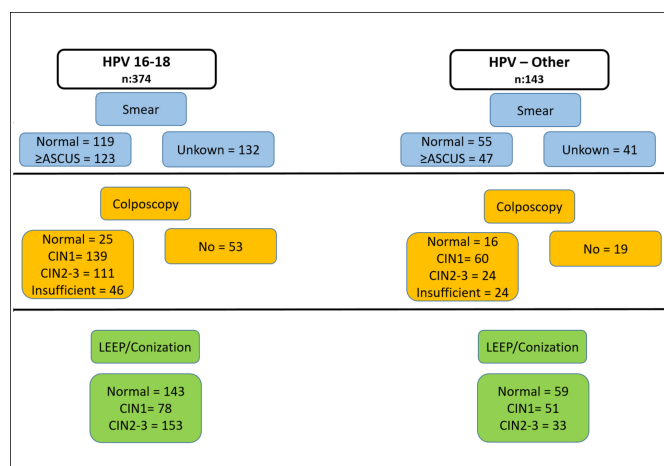 HPV 16-18
n:374
Smear
Normal = 119
≥ASCUS = 123
Unkown = 132
Colposcopy
Normal = 25
CIN1= 139
CIN2-3 = 111
Insufficient = 46
No = 53
LEEP/Conization
Normal = 143
CIN1= 78
CIN2-3 = 153
HPV – Other
n:143
Smear
Normal = 55
≥ASCUS = 47
Unkown = 41
Colposcopy
Normal = 16
CIN1= 60
CIN2-3 = 24
Insufficient = 24
No = 19
LEEP/Conization
Normal = 59
CIN1= 51
CIN2-3 = 33